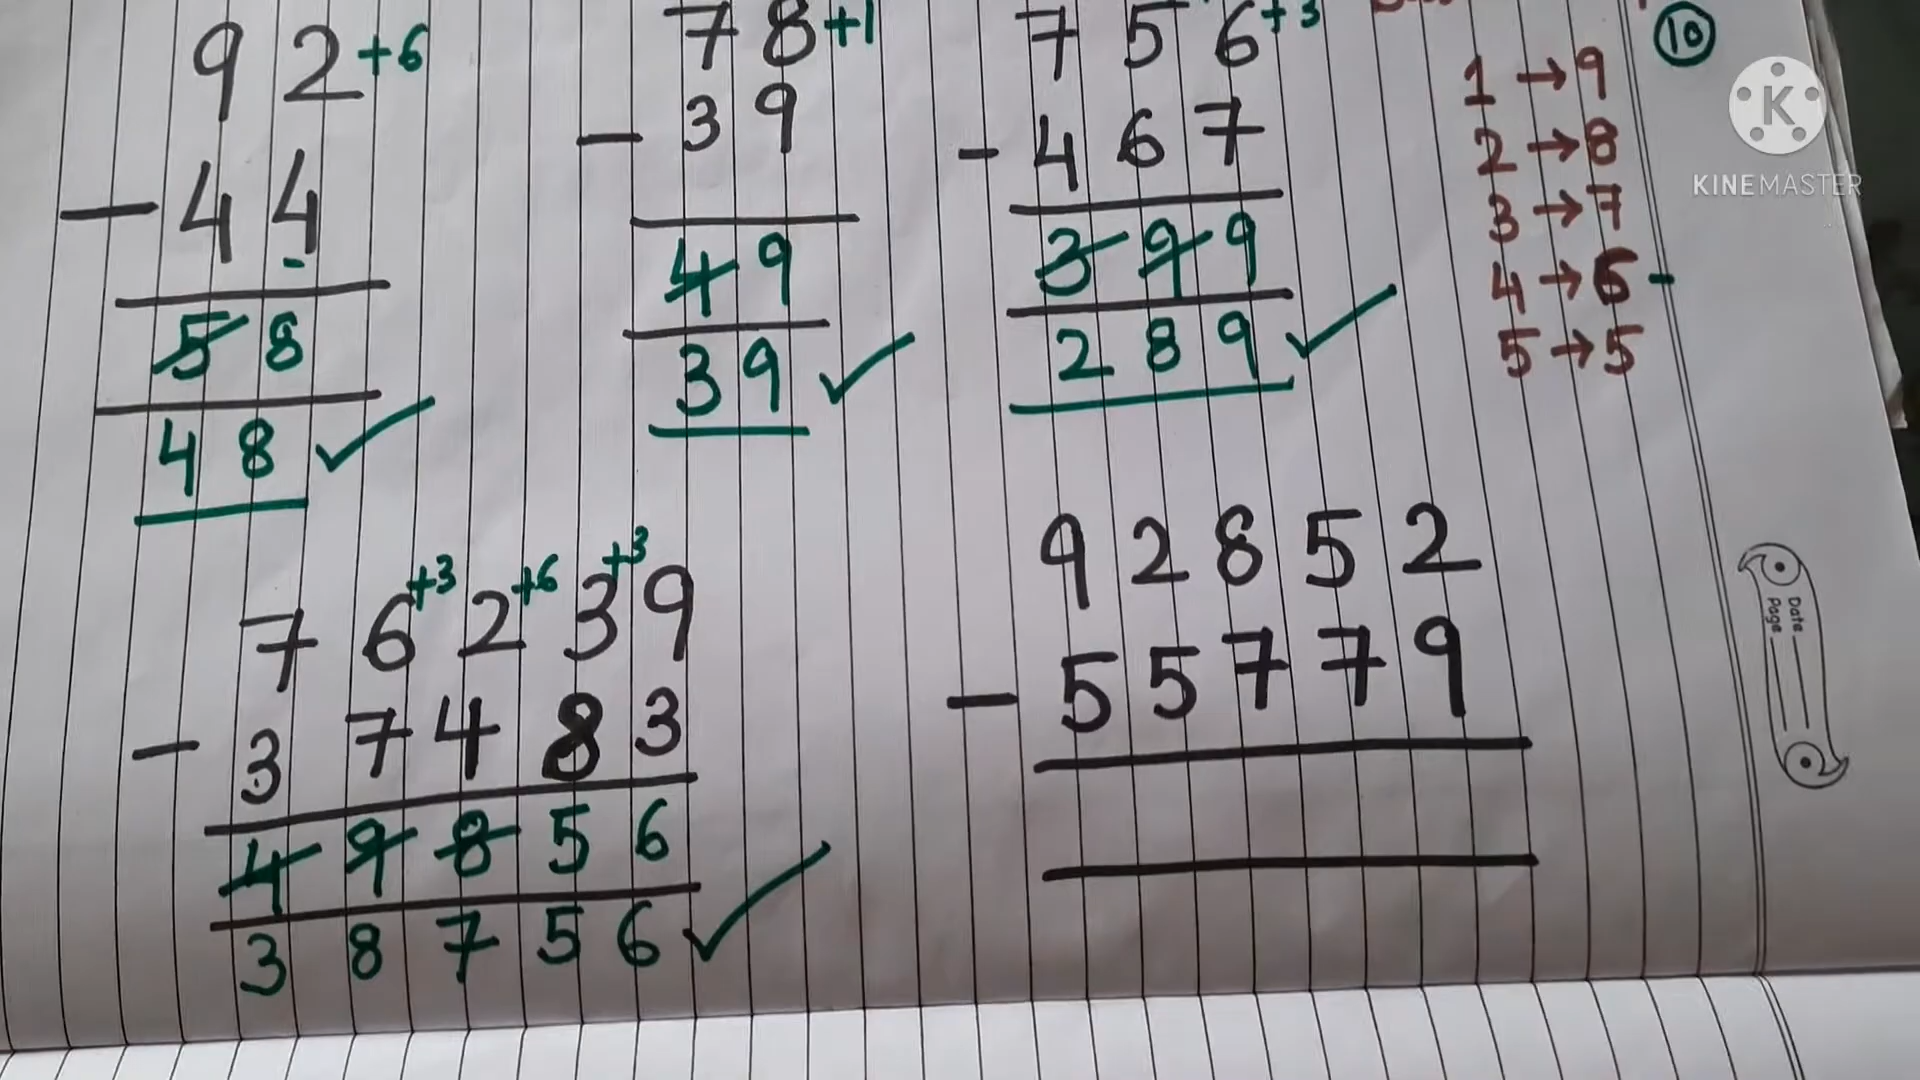 92+6
- 44
58
48 ✓
78+1
- 39
49
39 ✓
756+3
- 467
399
289 ✓
10
1 → 9
2 → 8
3 → 7
4 → 6 -
5 → 5
KINEMASTER
76+3 2+6 3+3 9
- 37483
49856
38756 ✓
92852
- 55779
Date
Page